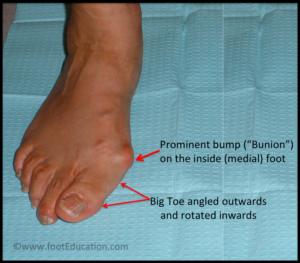 Prominent bump (“Bunion”)
on the inside (medial) foot
Big Toe angled outwards
and rotated inwards
©www.footEducation.com